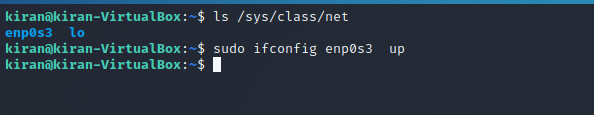 kiran@kiran-VirtualBox:~$ ls /sys/class/net
enp0s3  lo
kiran@kiran-VirtualBox:~$ sudo ifconfig enp0s3  up
kiran@kiran-VirtualBox:~$